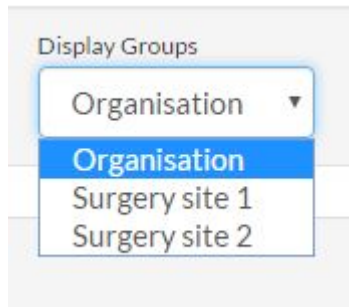 Display Groups
Organisation
Organisation
Surgery site 1
Surgery site 2